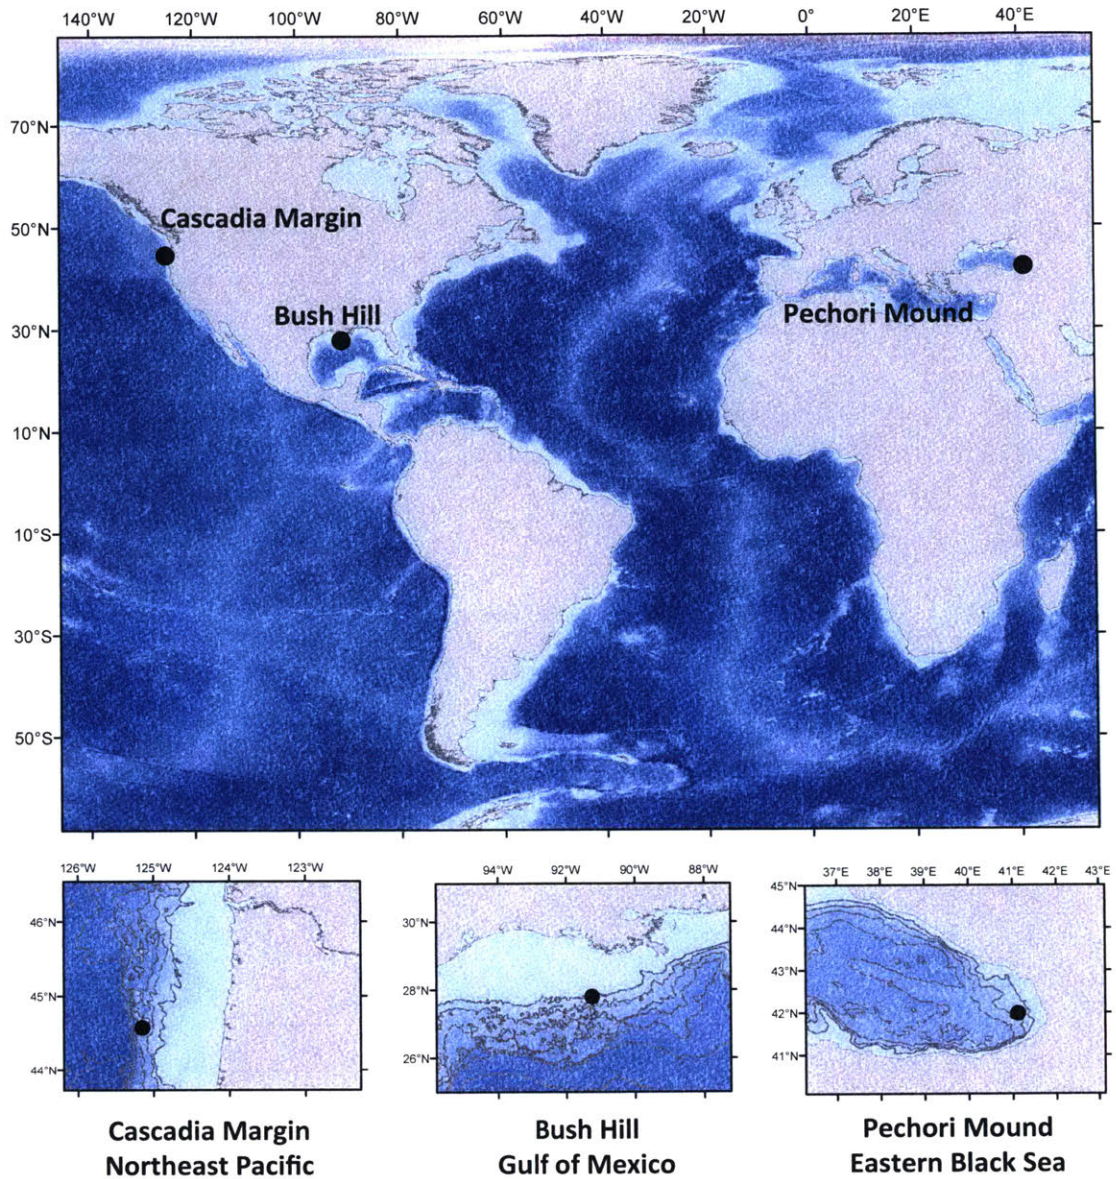 140°W 120°W 100°W 80°W 60°W 40°W 20°W 0° 20°E 40°E
70°N
50°N
Cascadia Margin
Bush Hill
Pechori Mound
30°N
10°N
10°S
30°S
50°S
126°W 125°W 124°W 123°W
46°N
45°N
44°N
94°W 92°W 90°W 88°W
30°N
28°N
26°N
37°E 38°E 39°E 40°E 41°E 42°E 43°E
45°N
44°N
43°N
42°N
41°N
Cascadia Margin
Northeast Pacific
Bush Hill
Gulf of Mexico
Pechori Mound
Eastern Black Sea